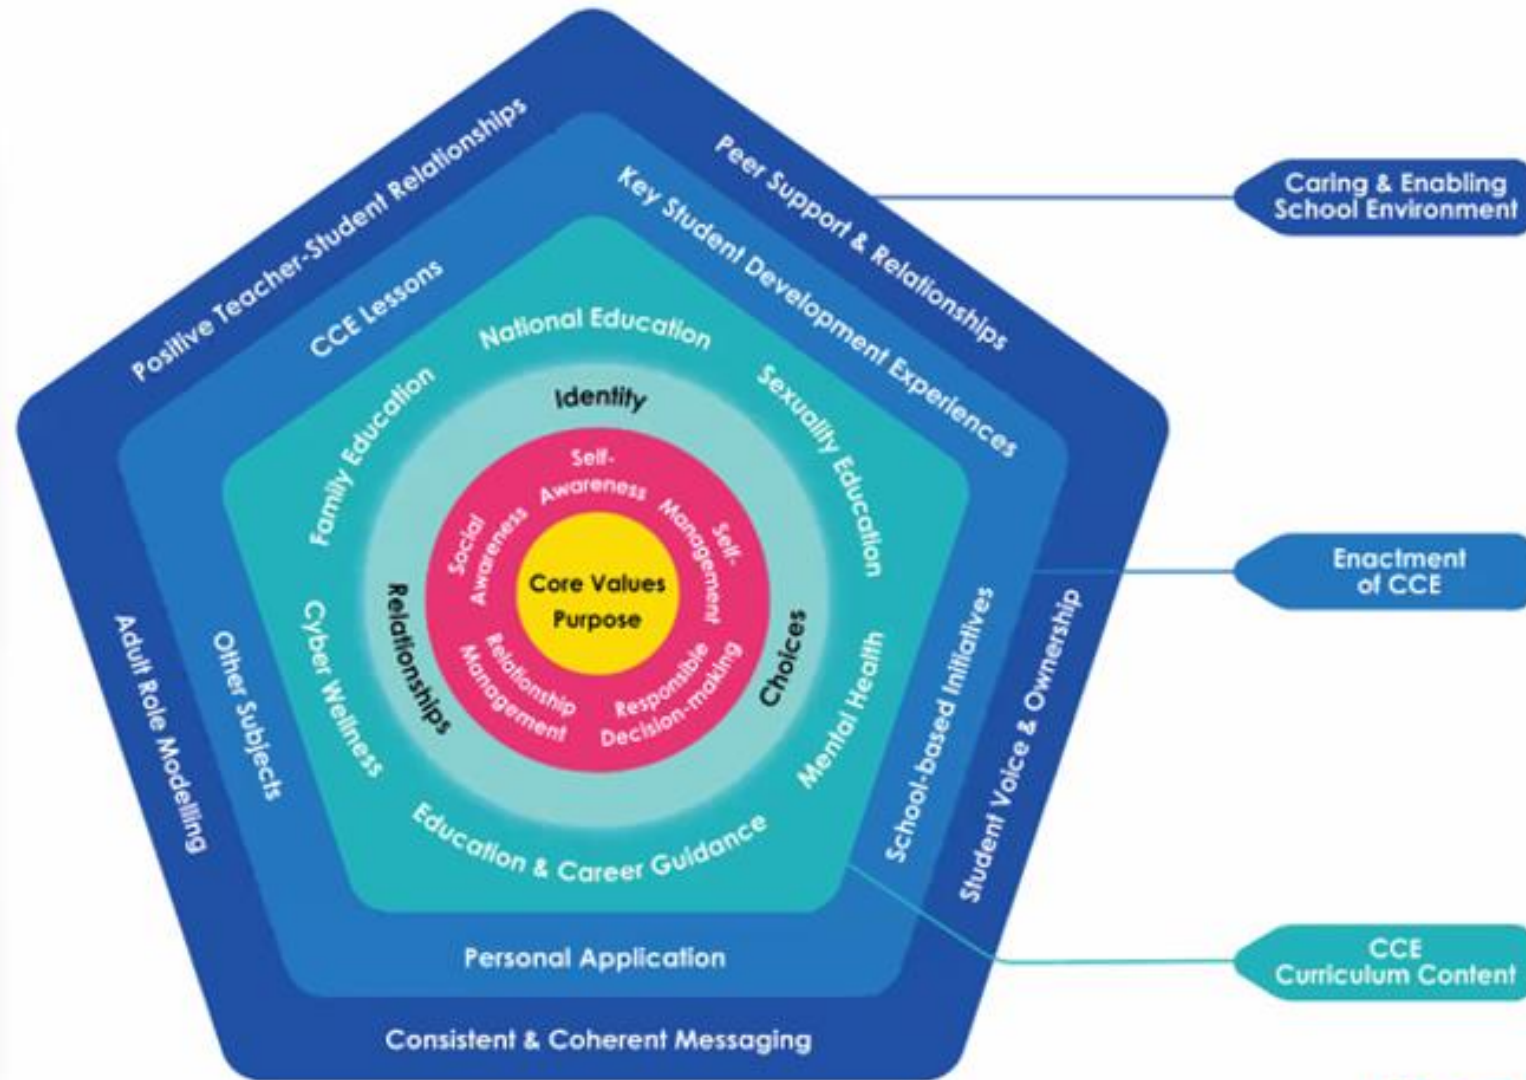 Positive Teacher-Student Relationships
Peer Support & Relationships
Student Voice & Ownership
Consistent & Coherent Messaging
Adult Role Modelling
CCE Lessons
Key Student Development Experiences
School-based Initiatives
Personal Application
Other Subjects
National Education
Sexuality Education
Mental Health
Education & Career Guidance
Cyber Wellness
Family Education
Identity
Choices
Relationships
Self-
Awareness
Self-
Management
Responsible
Decision-making
Relationship
Management
Social
Awareness
Core Values
Purpose
Caring & Enabling
School Environment
Enactment
of CCE
CCE
Curriculum Content